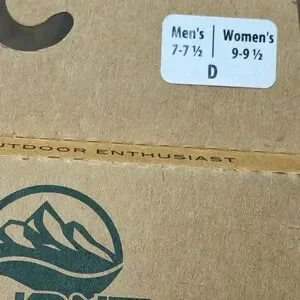 Men's | Women's
7-7 ½ | 9-9 ½
D
OUTDOOR ENTHUSIAST